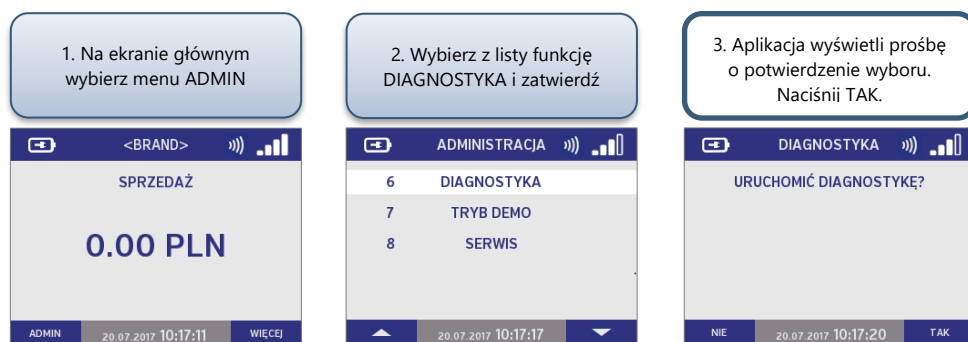 1. Na ekranie głównym
wybierz menu ADMIN
2. Wybierz z listy funkcję
DIAGNOSTYKA i zatwierdź
3. Aplikacja wyświetli prośbę
o potwierdzenie wyboru.
Naciśnij TAK.
<BRAND>
SPRZEDAŻ
0.00 PLN
ADMIN 20.07.2017 10:17:11 WIĘCEJ
ADMINISTRACJA
6 DIAGNOSTYKA
7 TRYB DEMO
8 SERWIS
20.07.2017 10:17:17
DIAGNOSTYKA
URUCHOMIĆ DIAGNOSTYKĘ?
NIE 20.07.2017 10:17:20 TAK